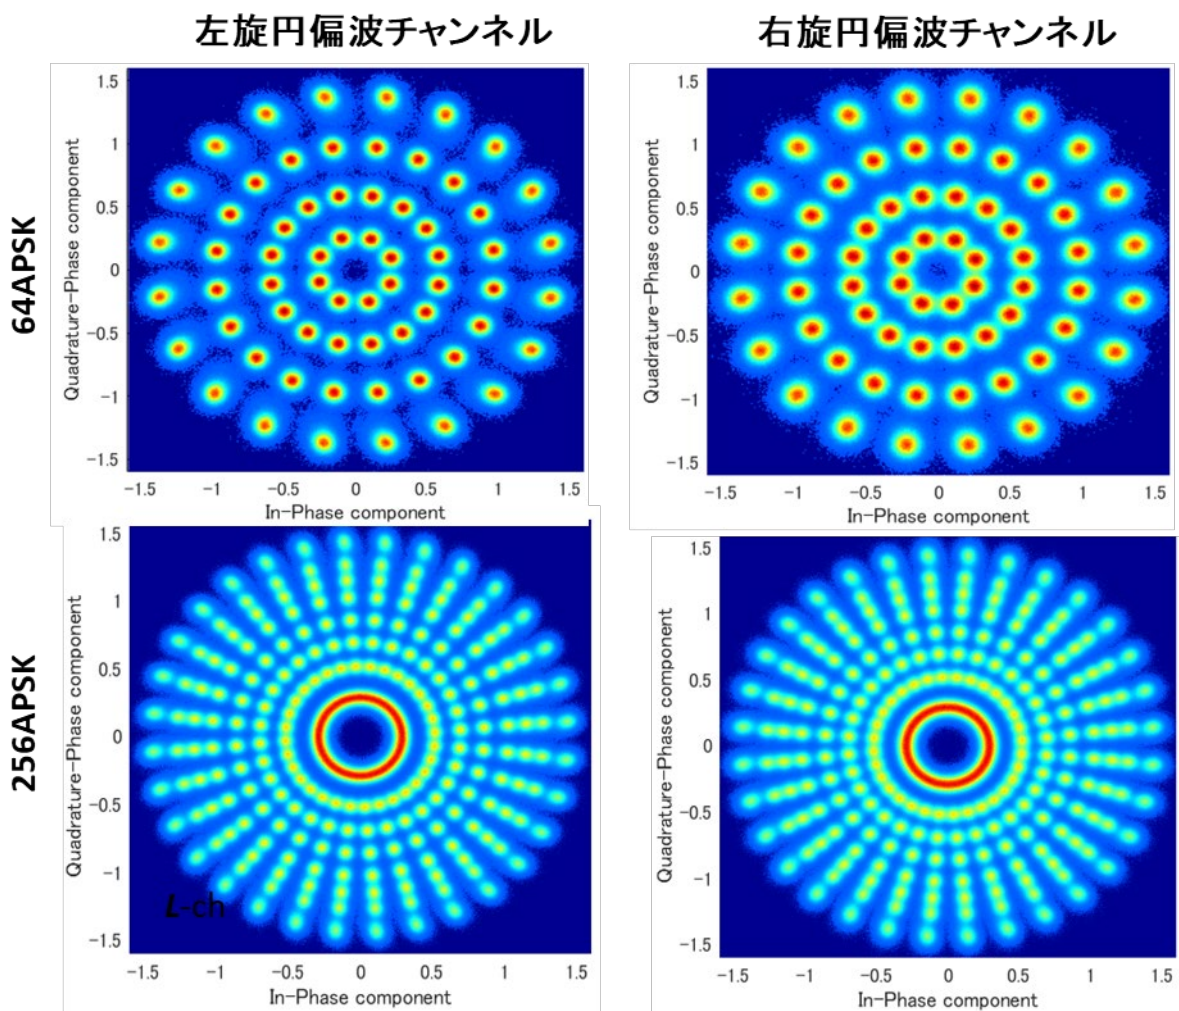 左旋円偏波チャンネル
右旋円偏波チャンネル
64APSK
Quadrature-Phase component
1.5
1
0.5
0
-0.5
-1
-1.5
-1.5 -1 -0.5 0 0.5 1 1.5
In-Phase component
Quadrature-Phase component
1.5
1
0.5
0
-0.5
-1
-1.5
-1.5 -1 -0.5 0 0.5 1 1.5
In-Phase component
256APSK
Quadrature-Phase component
1.5
1
0.5
0
-0.5
-1
-1.5
L-ch
-1.5 -1 -0.5 0 0.5 1 1.5
In-Phase component
Quadrature-Phase component
1.5
1
0.5
0
-0.5
-1
-1.5
-1.5 -1 -0.5 0 0.5 1 1.5
In-Phase component